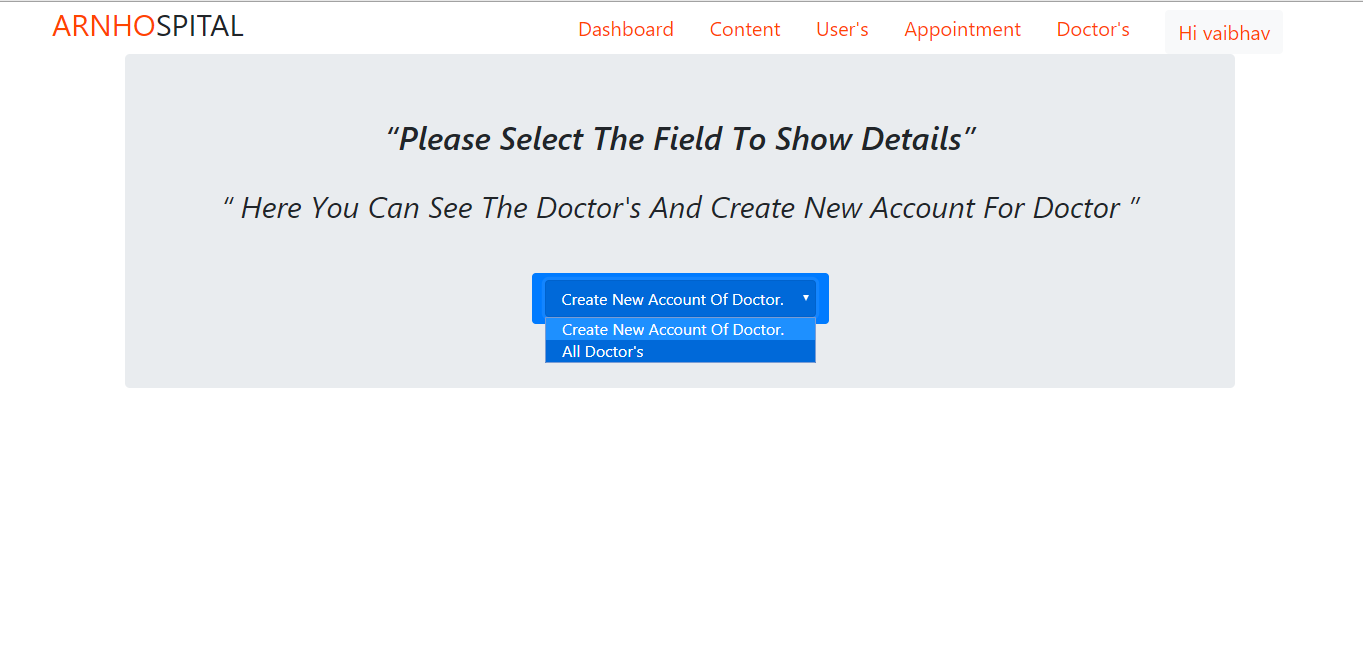 ARNHOSPITAL
Dashboard Content User's Appointment Doctor's Hi vaibhav
“Please Select The Field To Show Details”
“ Here You Can See The Doctor's And Create New Account For Doctor ”
Create New Account Of Doctor.
Create New Account Of Doctor.
All Doctor's